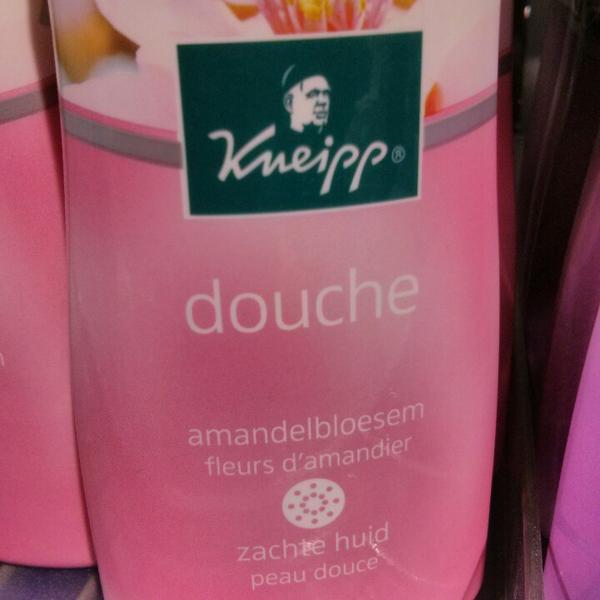 Kneipp®
douche
amandelbloesem
fleurs d'amandier
zachte huid
peau douce